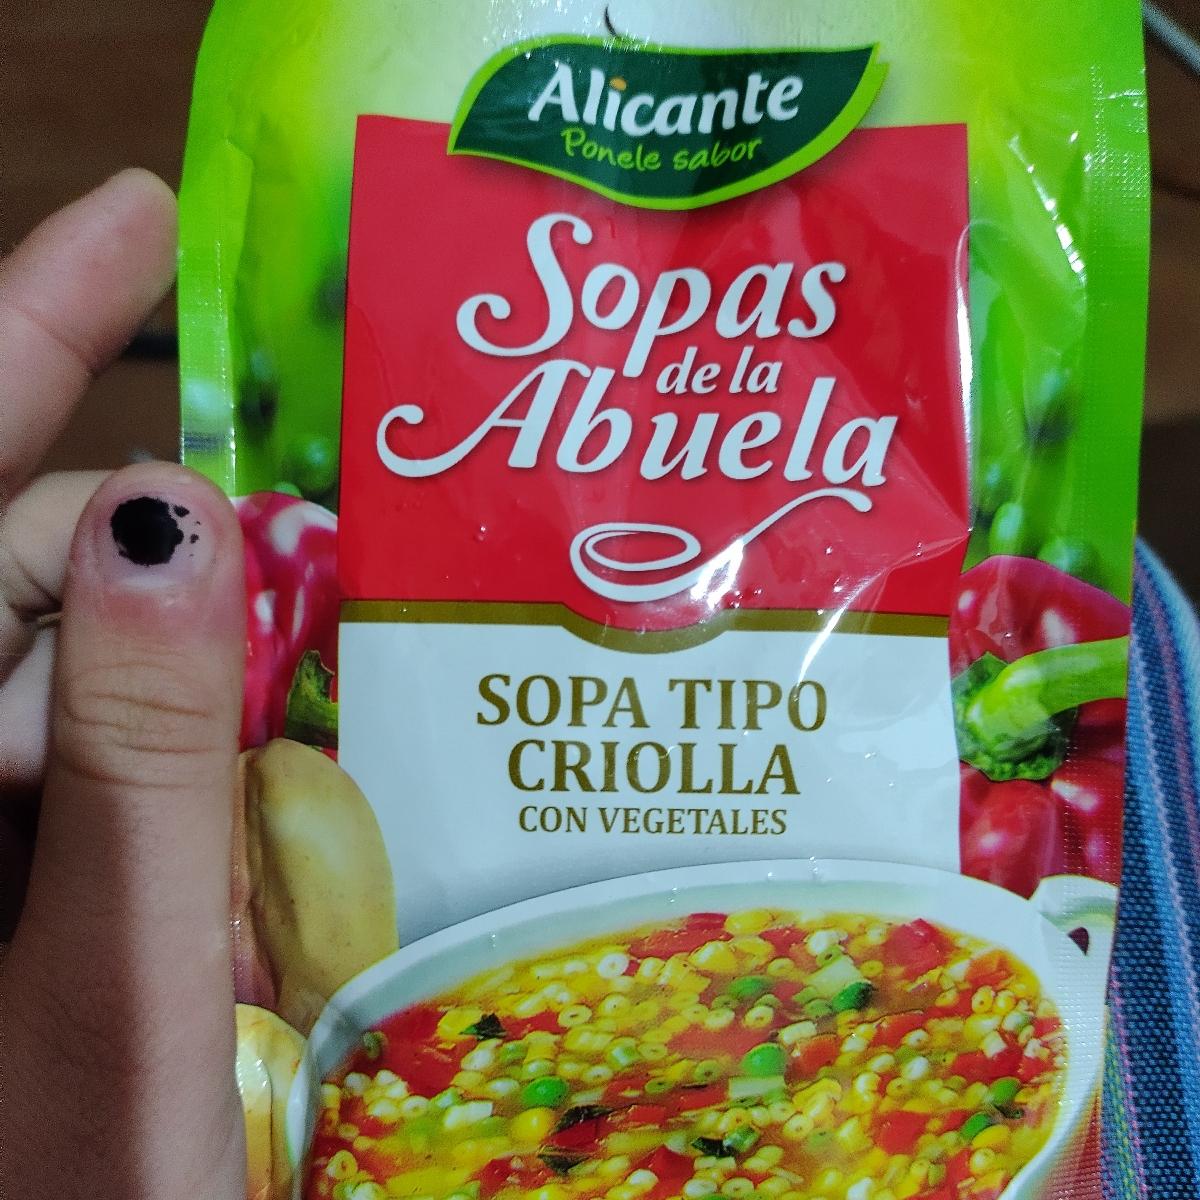 Alicante
Ponele sabor
Sopas
de la
Abuela
SOPA TIPO
CRIOLLA
CON VEGETALES